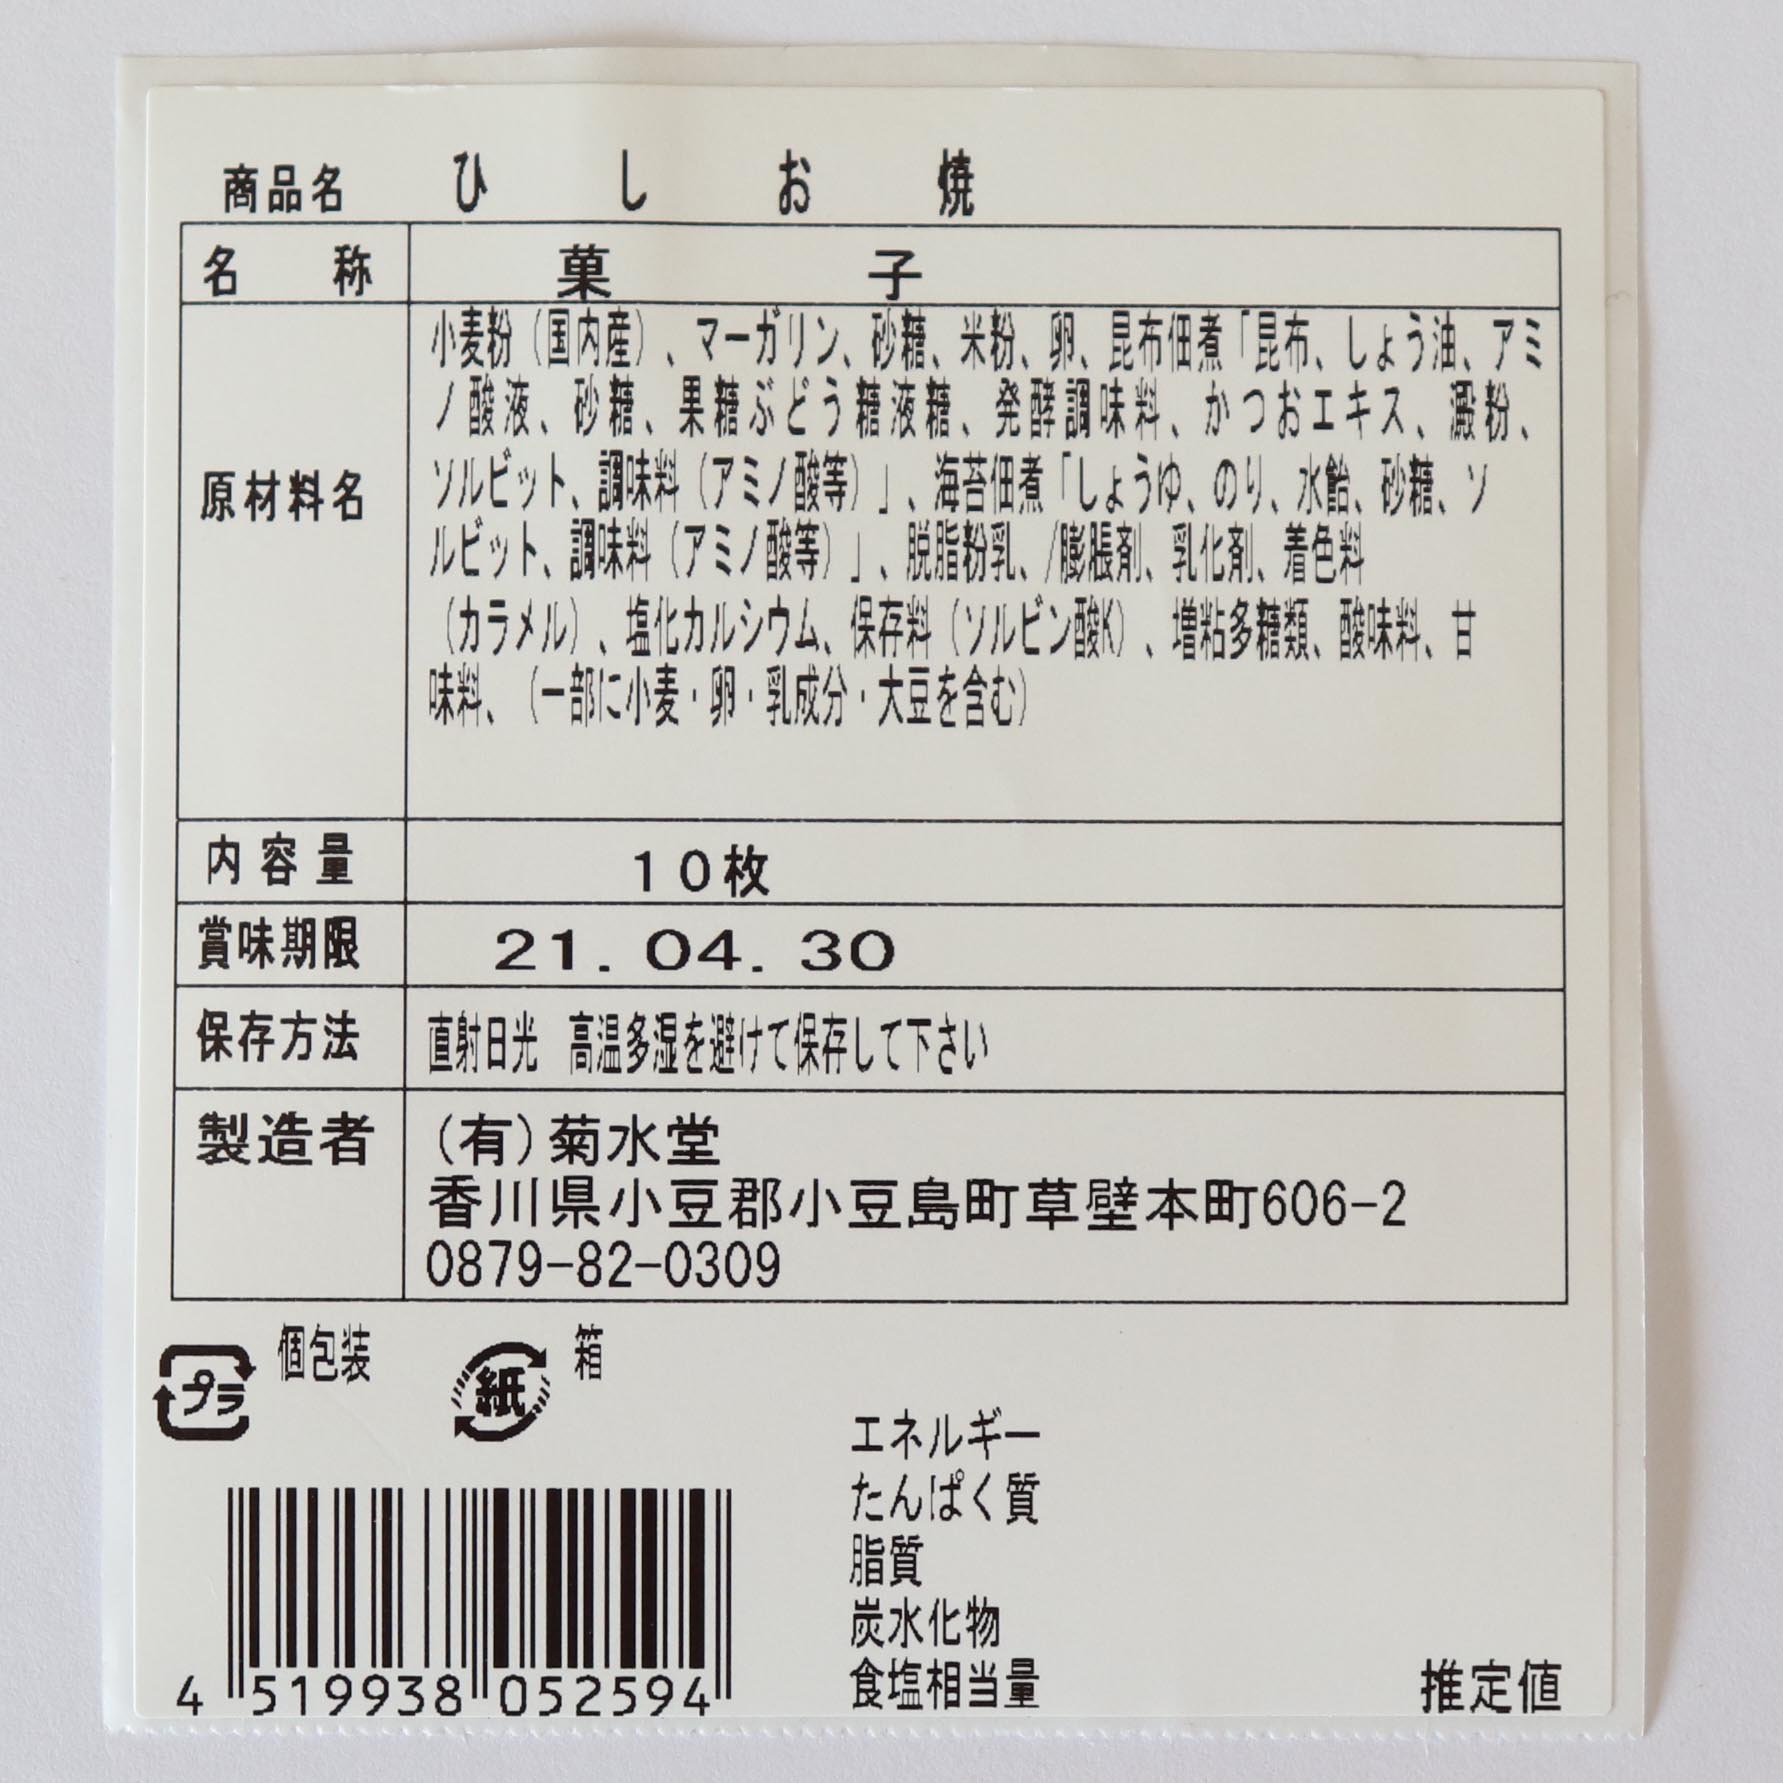 商品名 ひしお焼
名称 菓子
原材料名
小麦粉（国内産）、マーガリン、砂糖、米粉、卵、昆布佃煮「昆布、しょう油、アミ
ノ酸液、砂糖、果糖ぶどう糖液糖、発酵調味料、かつおエキス、澱粉、
ソルビット、調味料（アミノ酸等）」、海苔佃煮「しょうゆ、のり、水飴、砂糖、ソ
ルビット、調味料（アミノ酸等）」、脱脂粉乳、/膨脹剤、乳化剤、着色料
（カラメル）、塩化カルシウム、保存料（ソルビン酸K）、増粘多糖類、酸味料、甘
味料、（一部に小麦・卵・乳成分・大豆を含む）
内容量 10枚
賞味期限 21.04.30
保存方法 直射日光 高温多湿を避けて保存して下さい
製造者 (有)菊水堂
香川県小豆郡小豆島町草壁本町606-2
0879-82-0309
プラ 個包装 紙 箱
エネルギー
たんぱく質
脂質
炭水化物
食塩相当量 推定値
4 519938 052594